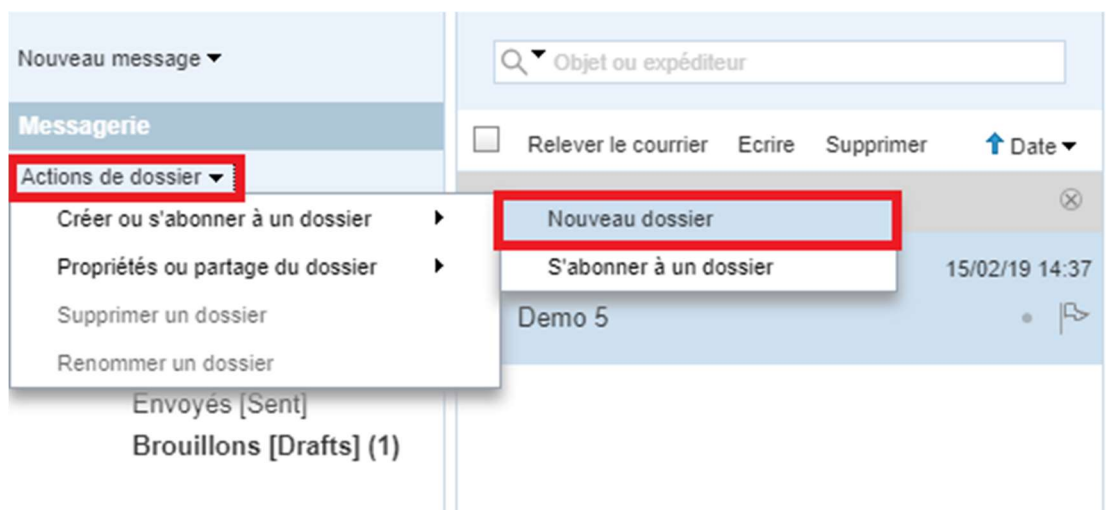 Nouveau message
Objet ou expéditeur
Messagerie
Relever le courrier Ecrire Supprimer Date
Actions de dossier
Créer ou s'abonner à un dossier
Nouveau dossier
Propriétés ou partage du dossier
S'abonner à un dossier
15/02/19 14:37
Supprimer un dossier
Demo 5
Renommer un dossier
Envoyés [Sent]
Brouillons [Drafts] (1)